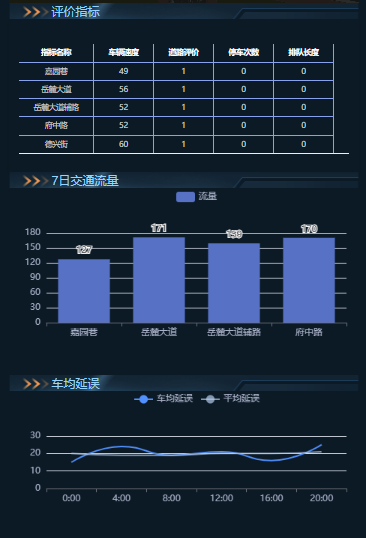 评价指标
指标名称 车辆速度 道路评价 停车次数 排队长度
嘉园巷 49 1 0 0
岳麓大道 56 1 0 0
岳麓大道辅路 52 1 0 0
府中路 52 1 0 0
德兴街 60 1 0 0
7日交通流量
流量
180
150
120
90
60
30
0
127 171 159 170
嘉园巷 岳麓大道 岳麓大道辅路 府中路
车均延误
车均延误 平均延误
30
20
10
0
0:00 4:00 8:00 12:00 16:00 20:00